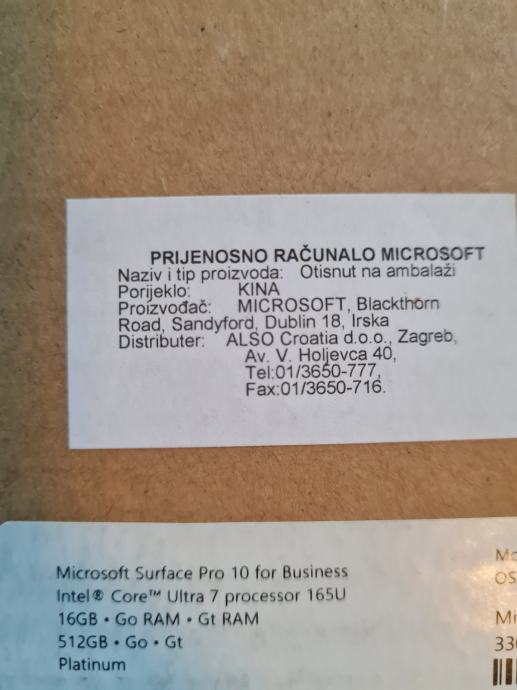 PRIJENOSNO RAČUNALO MICROSOFT
Naziv i tip proizvoda: Otisnut na ambalaži
Porijeklo: KINA
Proizvođač: MICROSOFT, Blackthorn
Road, Sandyford, Dublin 18, Irska
Distributer: ALSO Croatia d.o.o., Zagreb,
Av. V. Holjevca 40,
Tel:01/3650-777,
Fax:01/3650-716.
Microsoft Surface Pro 10 for Business
Intel® Core™ Ultra 7 processor 165U
16GB • Go RAM • Gt RAM
512GB • Go • Gt
Platinum
OS